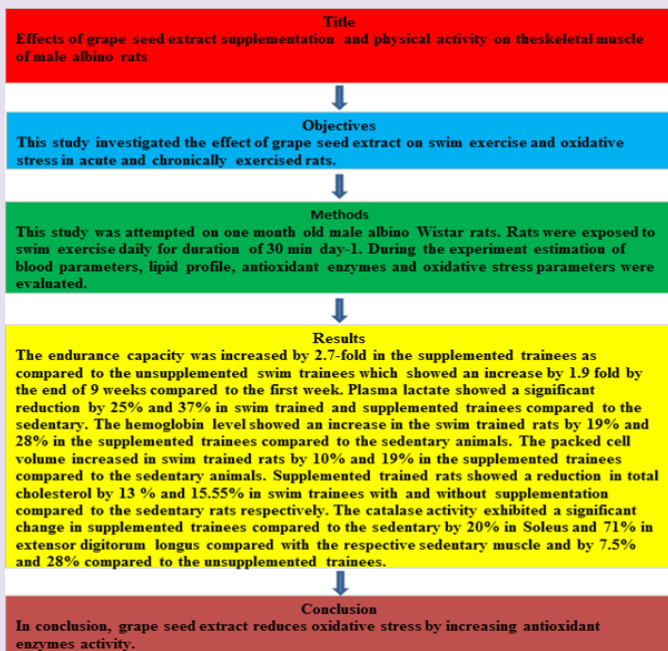 Title
Effects of grape seed extract supplementation and physical activity on theskeletal muscle
of male albino rats
Objectives
This study investigated the effect of grape seed extract on swim exercise and oxidative
stress in acute and chronically exercised rats.
Methods
This study was attempted on one month old male albino Wistar rats. Rats were exposed to
swim exercise daily for duration of 30 min day-1. During the experiment estimation of
blood parameters, lipid profile, antioxidant enzymes and oxidative stress parameters were
evaluated.
Results
The endurance capacity was increased by 2.7-fold in the supplemented trainees as
compared to the unsupplemented swim trainees which showed an increase by 1.9 fold by
the end of 9 weeks compared to the first week. Plasma lactate showed a significant
reduction by 25% and 37% in swim trained and supplemented trainees compared to the
sedentary. The hemoglobin level showed an increase in the swim trained rats by 19% and
28% in the supplemented trainees compared to the sedentary animals. The packed cell
volume increased in swim trained rats by 10% and 19% in the supplemented trainees
compared to the sedentary animals. Supplemented trained rats showed a reduction in total
cholesterol by 13 % and 15.55% in swim trainees with and without supplementation
compared to the sedentary rats respectively. The catalase activity exhibited a significant
change in supplemented trainees compared to the sedentary by 20% in Soleus and 71% in
extensor digitorum longus compared with the respective sedentary muscle and by 7.5%
and 28% compared to the unsupplemented trainees.
Conclusion
In conclusion, grape seed extract reduces oxidative stress by increasing antioxidant
enzymes activity.